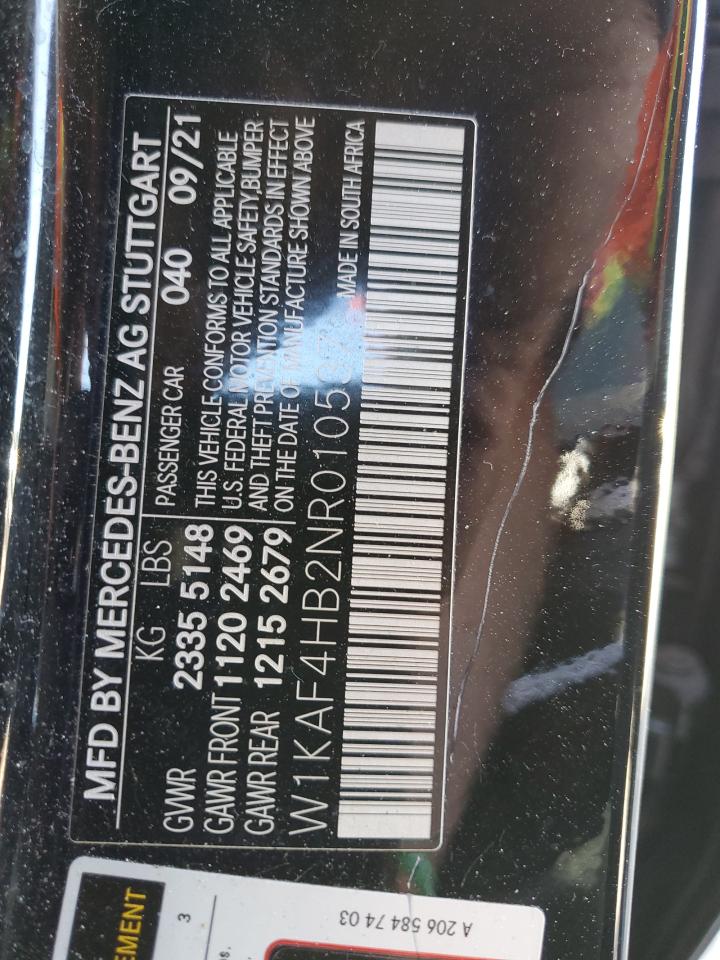 MFD BY MERCEDES-BENZ AG STUTTGART
KG LBS PASSENGER CAR 040 09/21
GVWR 2335 5148 THIS VEHICLE CONFORMS TO ALL APPLICABLE
GAWR FRONT 1120 2469 U.S. FEDERAL MOTOR VEHICLE SAFETY, BUMPER
GAWR REAR 1215 2679 AND THEFT PREVENTION STANDARDS IN EFFECT
ON THE DATE OF MANUFACTURE SHOWN ABOVE
MADE IN SOUTH AFRICA
3
A 206 584 74 03